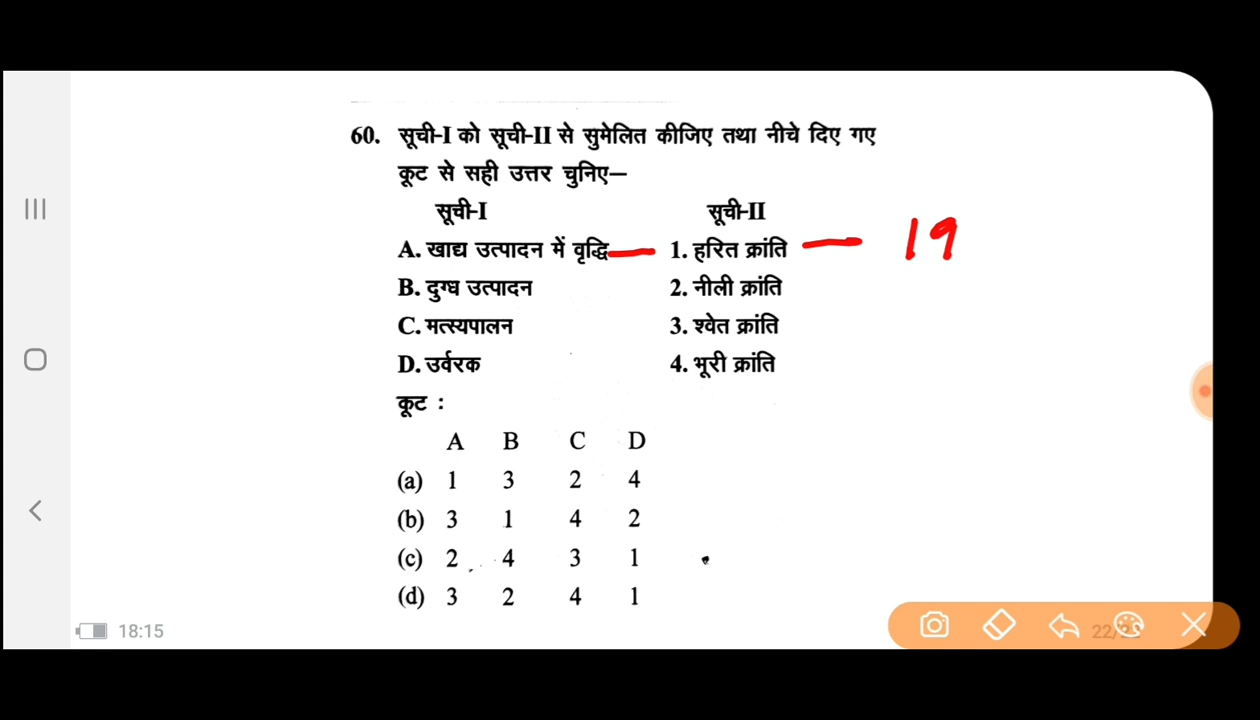 60. सूची-I को सूची-II से सुमेलित कीजिए तथा नीचे दिए गए
कूट से सही उत्तर चुनिए—
सूची-I सूची-II
A. खाद्य उत्पादन में वृद्धि 1. हरित क्रांति 19
B. दुग्ध उत्पादन 2. नीली क्रांति
C. मत्स्यपालन 3. श्वेत क्रांति
D. उर्वरक 4. भूरी क्रांति
कूट :
A B C D
(a) 1 3 2 4
(b) 3 1 4 2
(c) 2 4 3 1
(d) 3 2 4 1
18:15